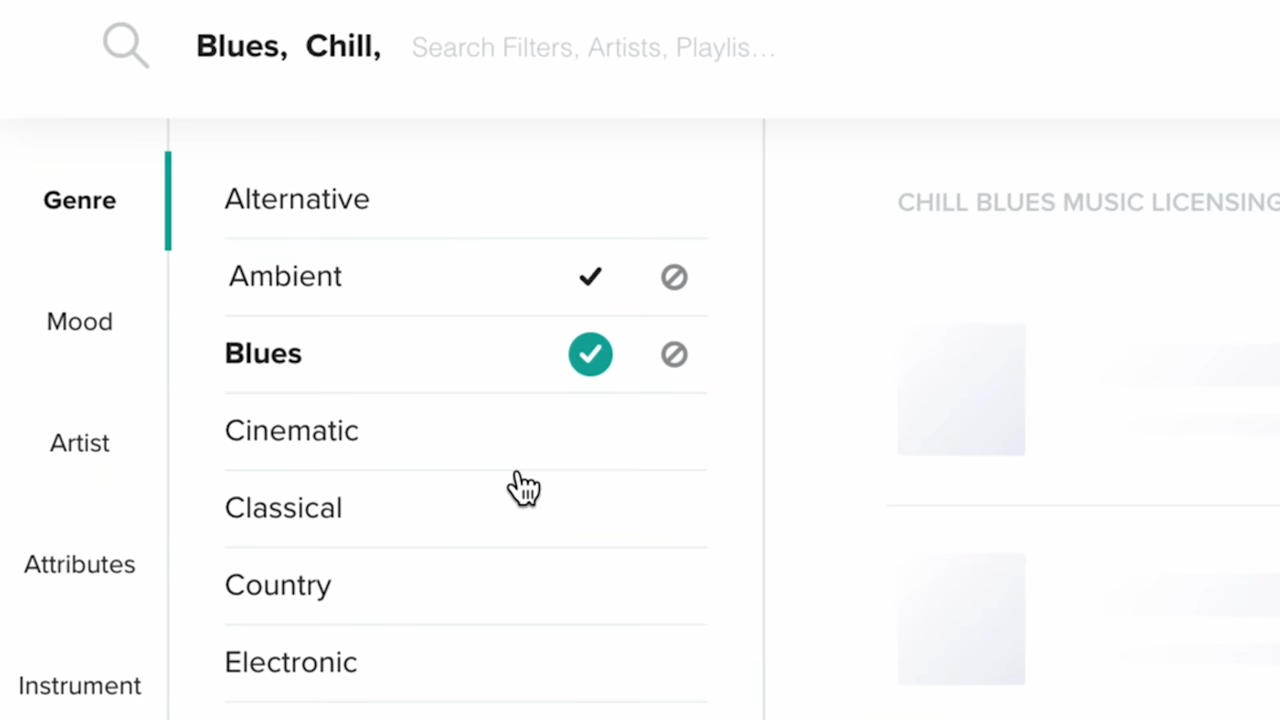 Blues, Chill, Search Filters, Artists, Playlis...
Genre
Mood
Artist
Attributes
Instrument
Alternative
Ambient
Blues
Cinematic
Classical
Country
Electronic
CHILL BLUES MUSIC LICENSING